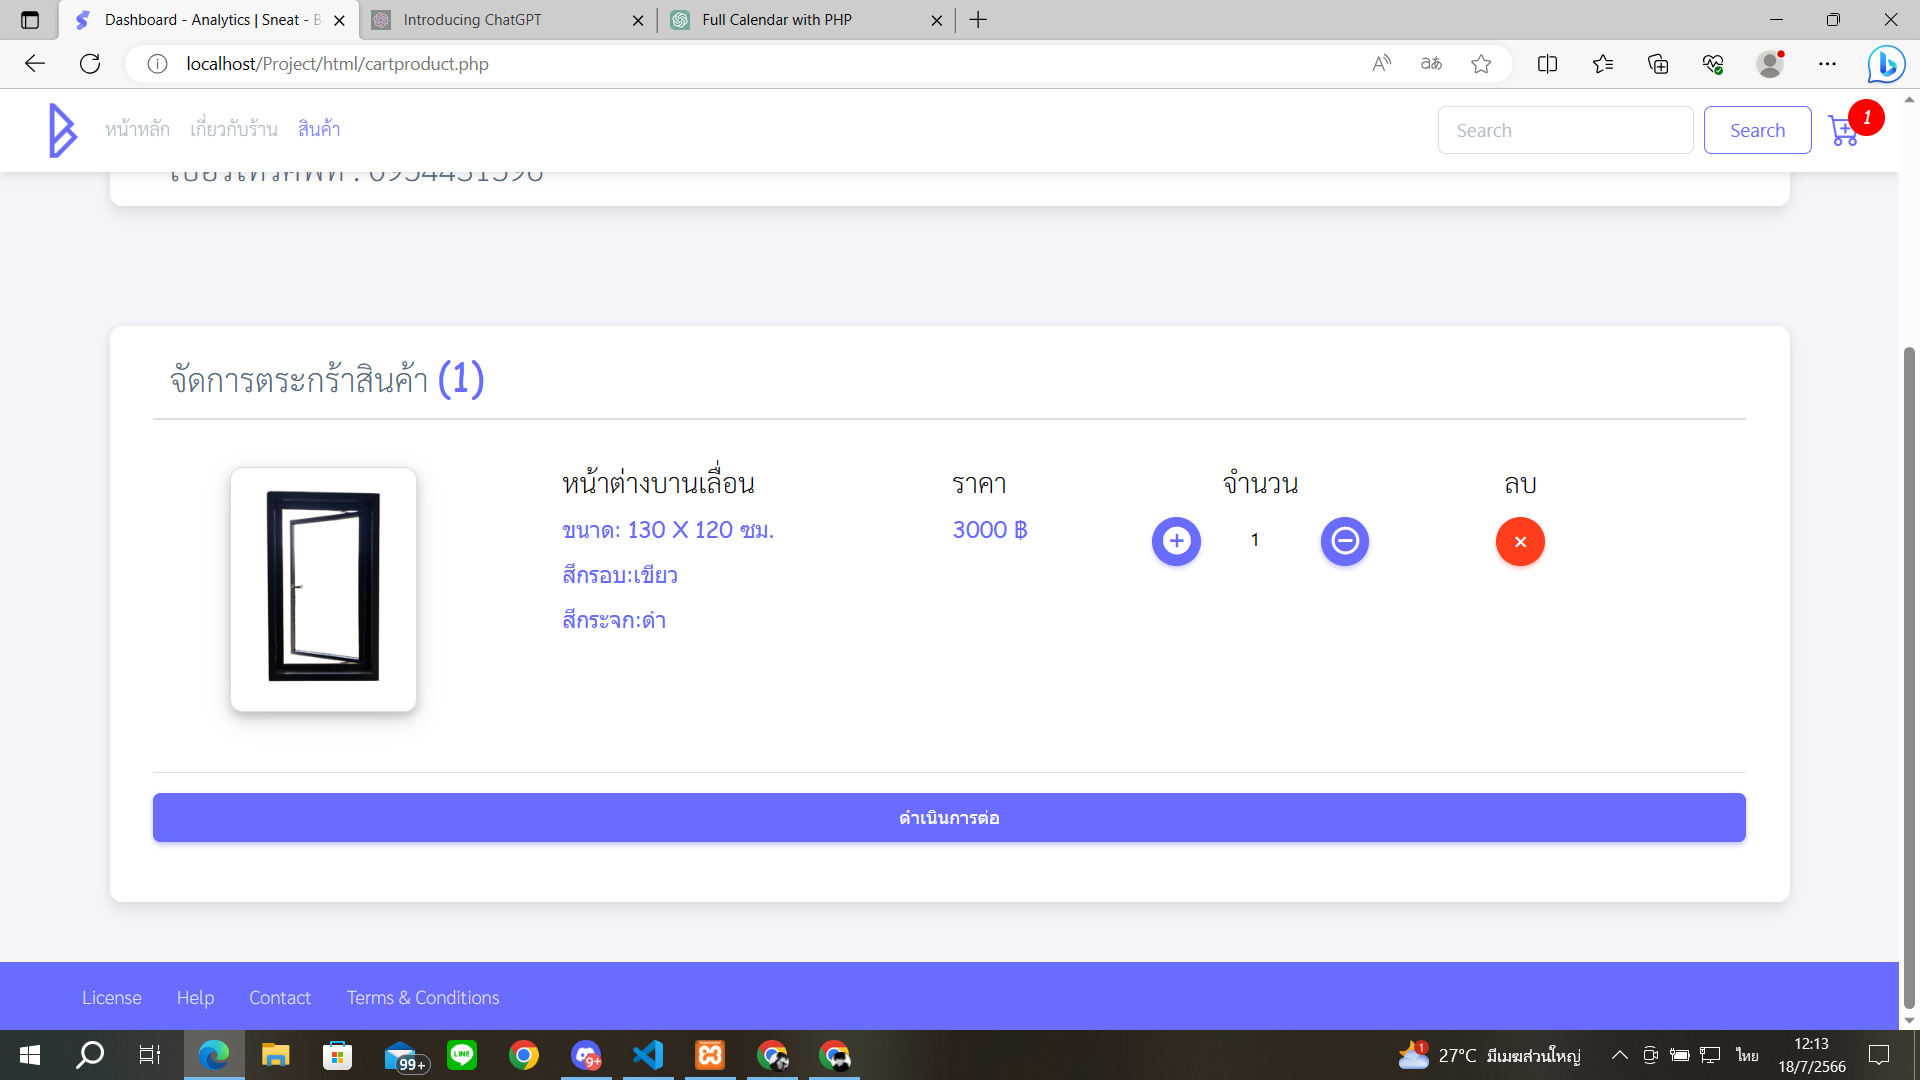 Dashboard - Analytics | Sneat - B
Introducing ChatGPT
Full Calendar with PHP
localhost/Project/html/cartproduct.php
หน้าหลัก
เกี่ยวกับร้าน
สินค้า
Search
Search
1
จัดการตระกร้าสินค้า (1)
หน้าต่างบานเลื่อน
ราคา
จำนวน
ลบ
ขนาด: 130 X 120 ซม.
3000 ฿
1
สีกรอบ:เขียว
สีกระจก:ดำ
ดำเนินการต่อ
License
Help
Contact
Terms & Conditions
99+
LINE
9+
1
27°C มีเมฆส่วนใหญ่
ไทย
12:13
18/7/2566